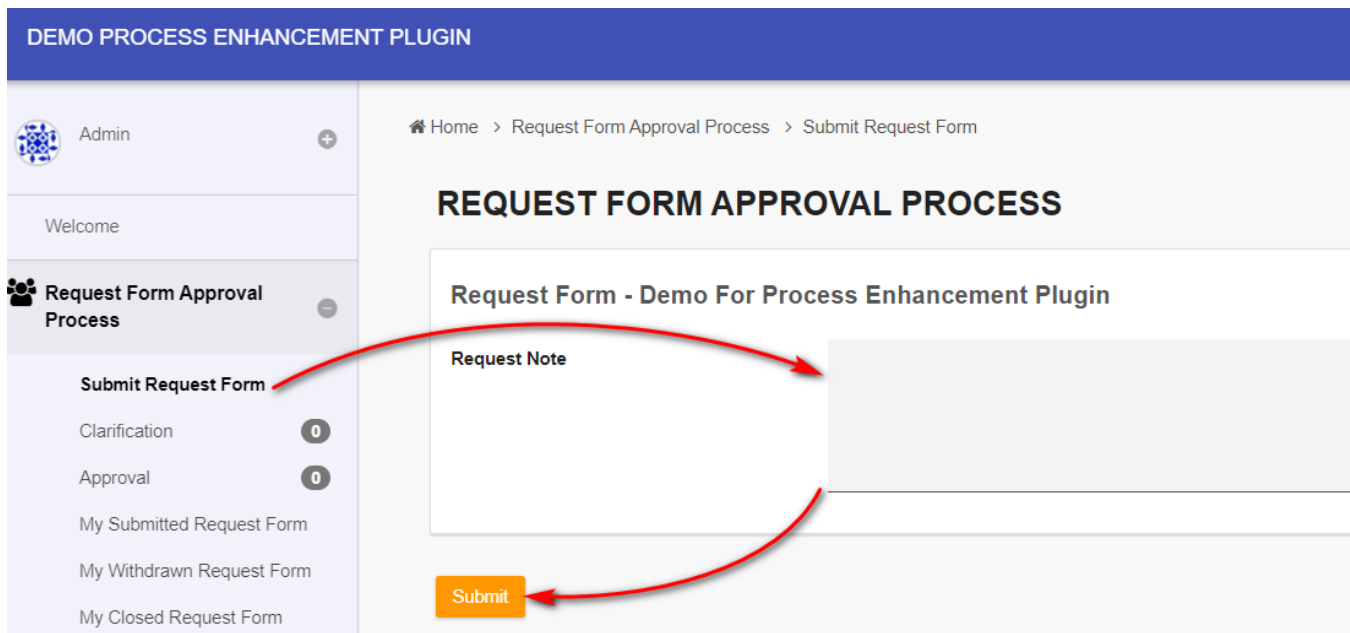 DEMO PROCESS ENHANCEMENT PLUGIN
Admin
Home > Request Form Approval Process > Submit Request Form
REQUEST FORM APPROVAL PROCESS
Welcome
Request Form Approval
Process
Request Form - Demo For Process Enhancement Plugin
Request Note
Submit Request Form
Clarification 0
Approval 0
My Submitted Request Form
My Withdrawn Request Form
My Closed Request Form
Submit